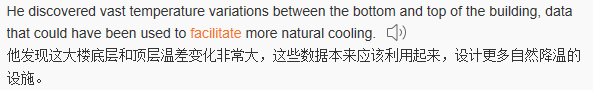 He discovered vast temperature variations between the bottom and top of the building, data
that could have been used to facilitate more natural cooling.
他发现这大楼底层和顶层温差变化非常大，这些数据本来应该利用起来，设计更多自然降温的
设施。